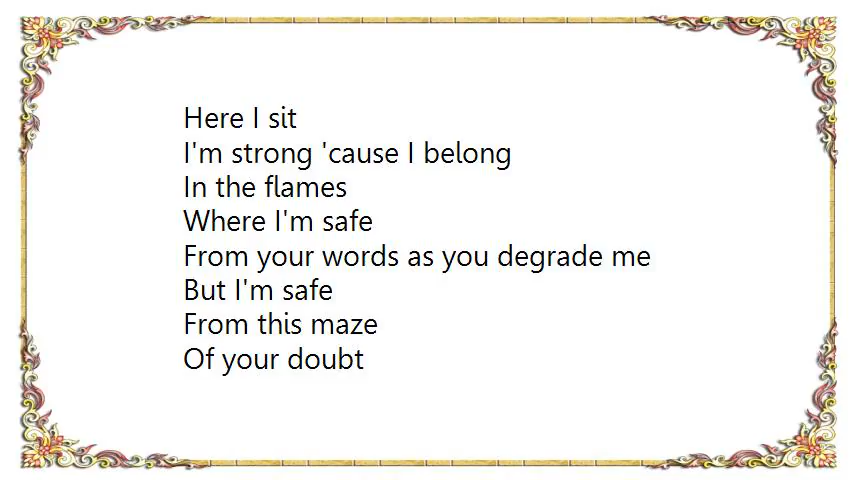 Here I sit
I'm strong 'cause I belong
In the flames
Where I'm safe
From your words as you degrade me
But I'm safe
From this maze
Of your doubt